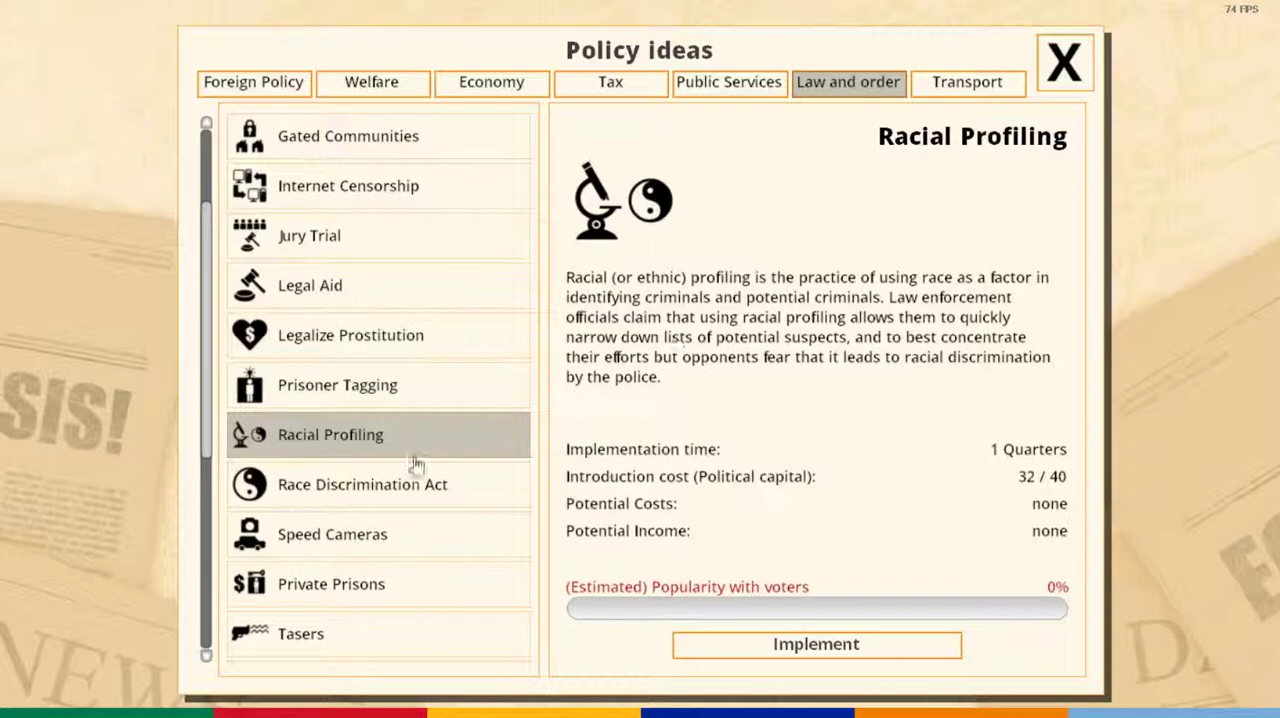 74 FPS
Policy ideas
X
Foreign Policy
Welfare
Economy
Tax
Public Services
Law and order
Transport
Gated Communities
Internet Censorship
Jury Trial
Legal Aid
Legalize Prostitution
Prisoner Tagging
Racial Profiling
Race Discrimination Act
Speed Cameras
Private Prisons
Tasers
Racial Profiling
Racial (or ethnic) profiling is the practice of using race as a factor in
identifying criminals and potential criminals. Law enforcement
officials claim that using racial profiling allows them to quickly
narrow down lists of potential suspects, and to best concentrate
their efforts but opponents fear that it leads to racial discrimination
by the police.
Implementation time: 1 Quarters
Introduction cost (Political capital): 32 / 40
Potential Costs: none
Potential Income: none
(Estimated) Popularity with voters 0%
Implement
SIS!
NEW